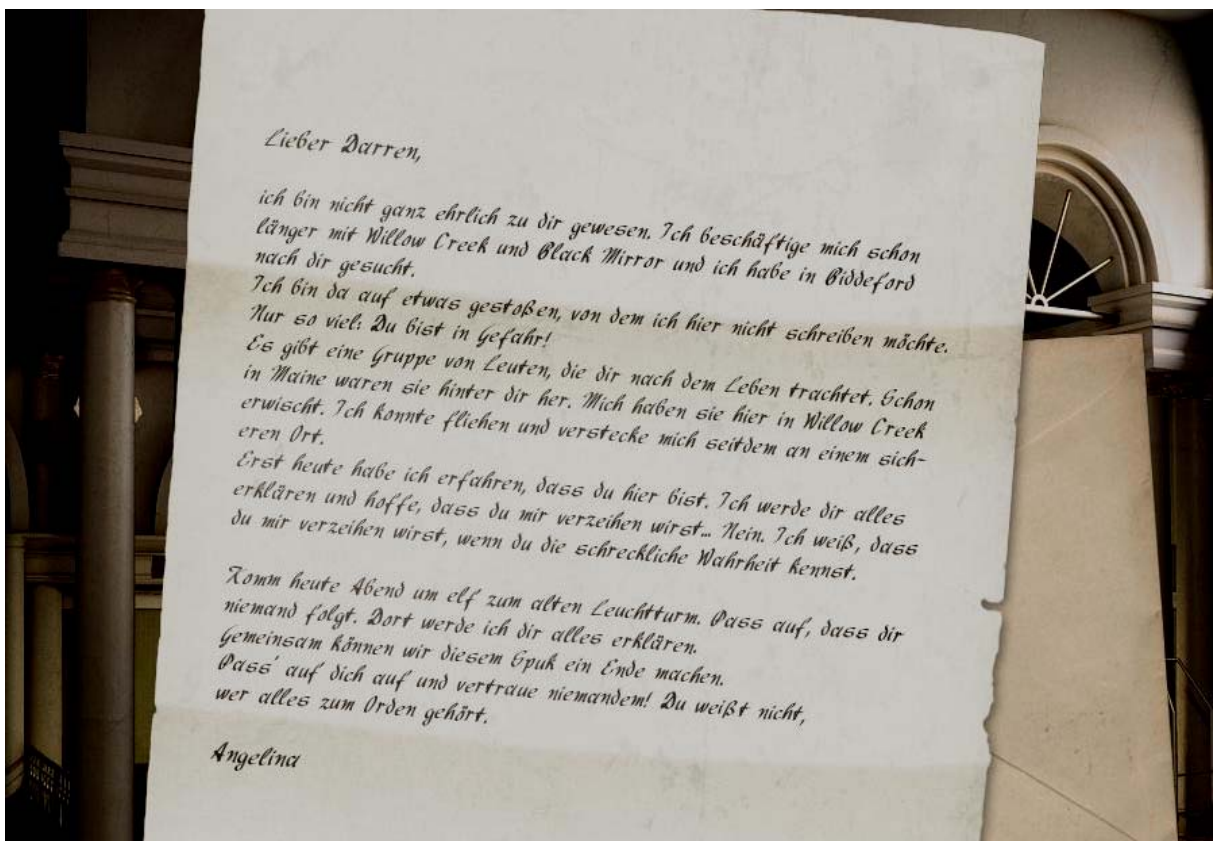 Lieber Darren,
ich bin nicht ganz ehrlich zu dir gewesen. Ich beschäftige mich schon
länger mit Willow Creek und Black Mirror und ich habe in Biddeford
nach dir gesucht.
Ich bin da auf etwas gestoßen, von dem ich hier nicht schreiben möchte.
Nur so viel: Du bist in Gefahr!
Es gibt eine Gruppe von Leuten, die dir nach dem Leben trachtet. Schon
in Maine waren sie hinter dir her. Mich haben sie hier in Willow Creek
erwischt. Ich konnte fliehen und verstecke mich seitdem an einem sich-
eren Ort.
Erst heute habe ich erfahren, dass du hier bist. Ich werde dir alles
erklären und hoffe, dass du mir verzeihen wirst... Nein. Ich weiß, dass
du mir verzeihen wirst, wenn du die schreckliche Wahrheit kennst.
Komm heute Abend um elf zum alten Leuchtturm. Pass auf, dass dir
niemand folgt. Dort werde ich dir alles erklären.
Gemeinsam können wir diesem Spuk ein Ende machen.
Pass' auf dich auf und vertraue niemandem! Du weißt nicht,
wer alles zum Orden gehört.
Angelina